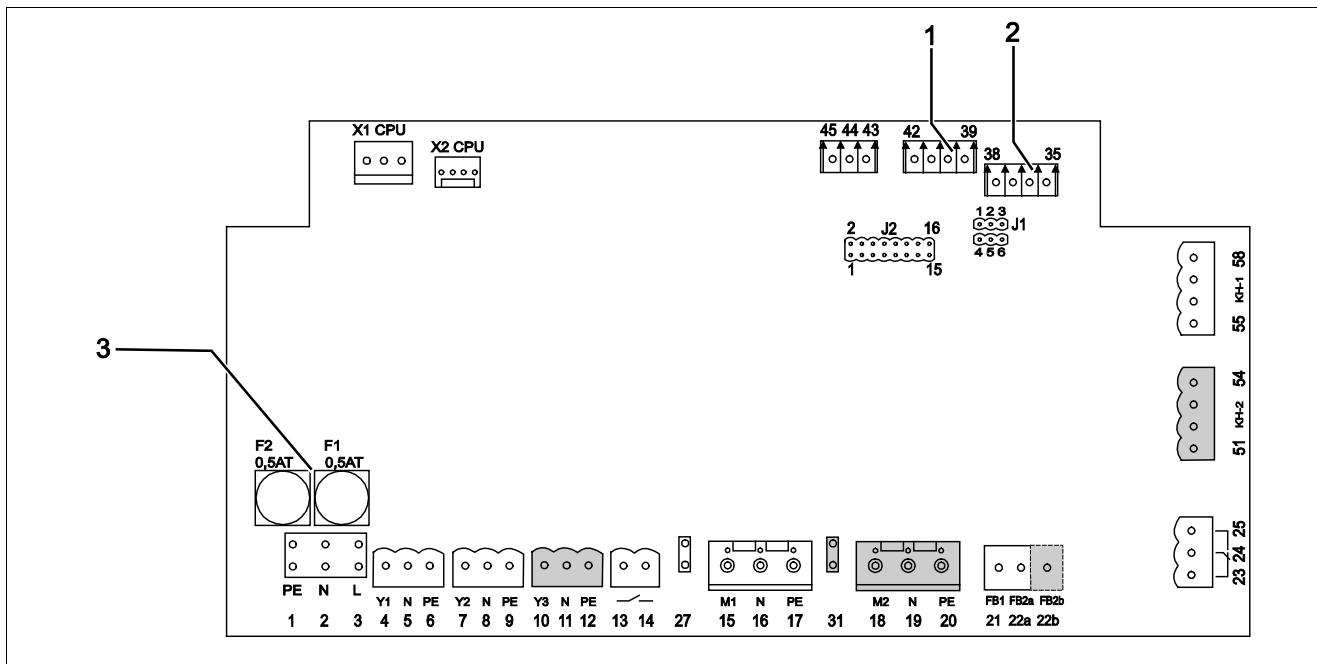 1 2
X1 CPU
X2 CPU
45 44 43
42 39
38 35
1 2 3
J1
4 5 6
2 J2 16
1 15
58
KH-1
55
54
KH-2
51
3
F2 F1
0,5AT 0,5AT
25
24
23
PE N L
Y1 N PE Y2 N PE Y3 N PE M1 N PE M2 N PE FB1 FB2a FB2b
1 2 3 4 5 6 7 8 9 10 11 12 13 14 27 15 16 17 31 18 19 20 21 22a 22b